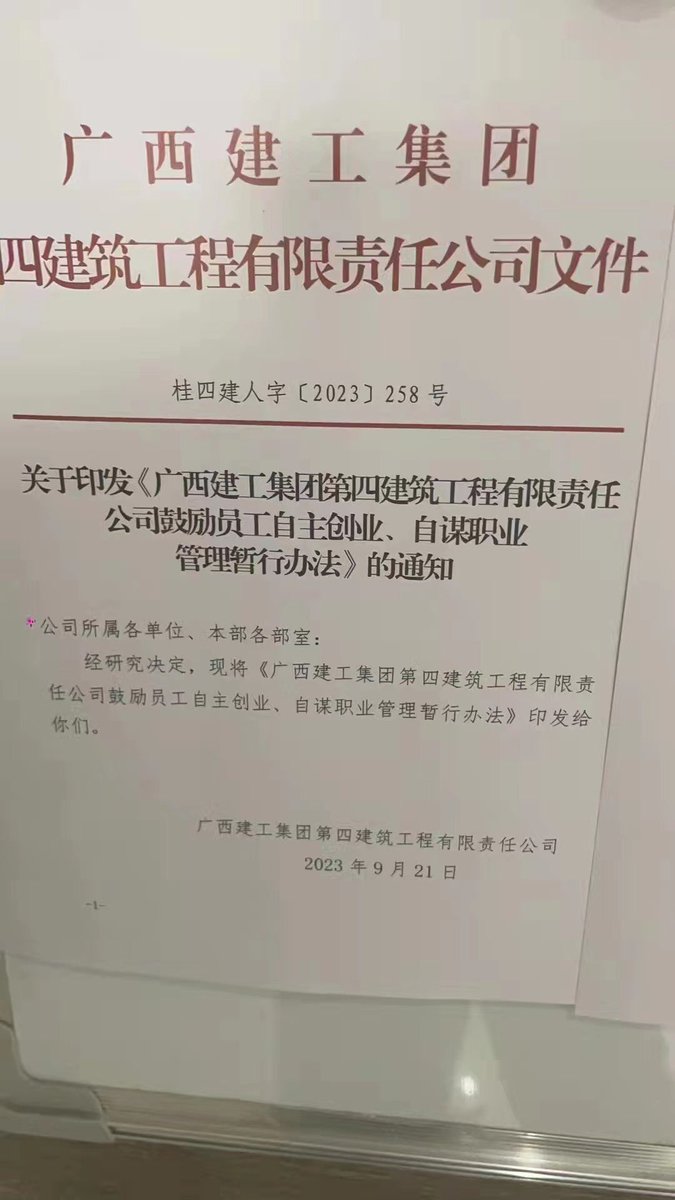 广西建工集团
四建筑工程有限责任公司文件
桂四建人字〔2023〕258号
关于印发《广西建工集团第四建筑工程有限责任
公司鼓励员工自主创业、自谋职业
管理暂行办法》的通知
公司所属各单位、本部各部室：
经研究决定，现将《广西建工集团第四建筑工程有限责
任公司鼓励员工自主创业、自谋职业管理暂行办法》印发给
你们。
广西建工集团第四建筑工程有限责任公司
2023年9月21日
-1-